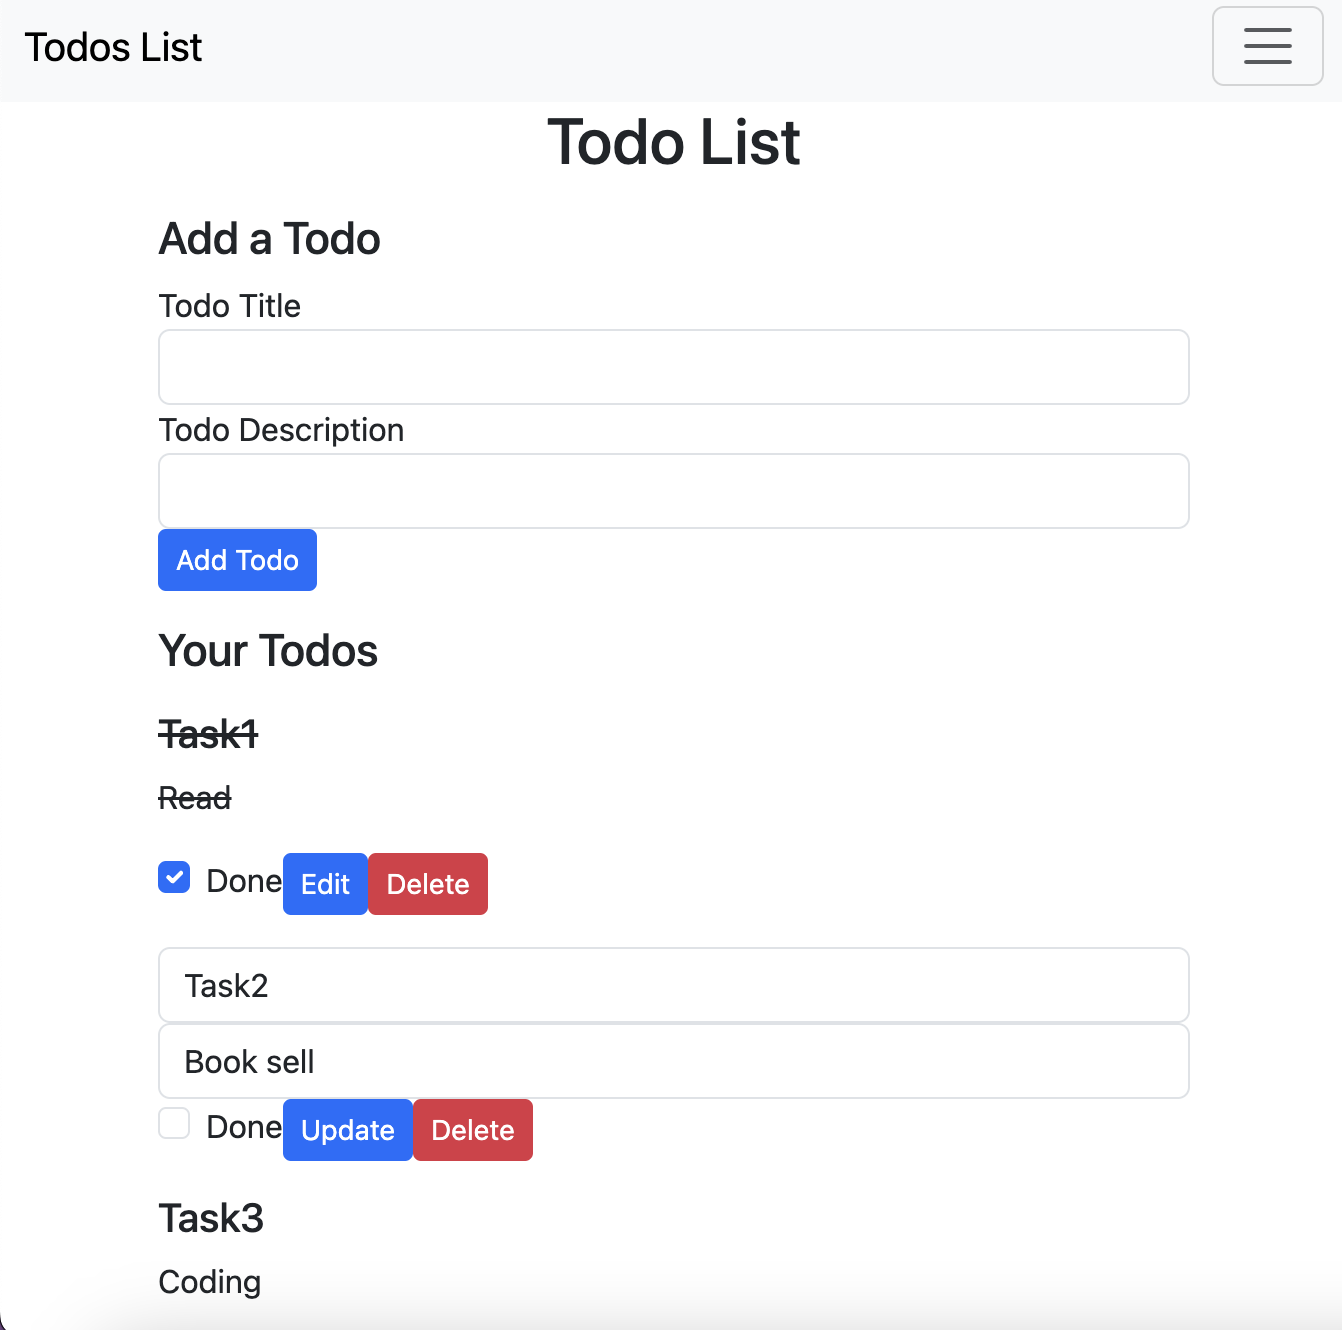 Todos List
Todo List
Add a Todo
Todo Title
Todo Description
Add Todo
Your Todos
Task1
Read
Done Edit Delete
Task2
Book sell
Done Update Delete
Task3
Coding